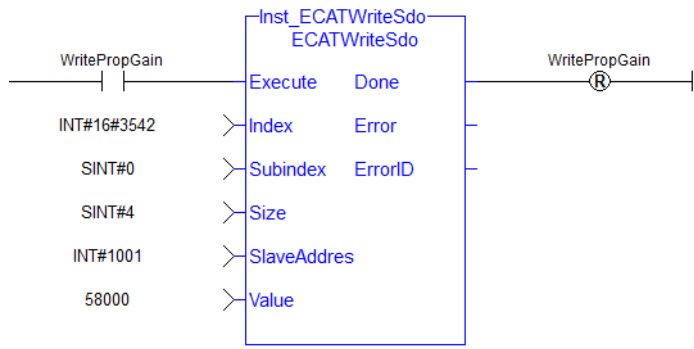 Inst_ECATWriteSdo
ECATWriteSdo
WritePropGain
WritePropGain
Execute Done
R
INT#16#3542 Index Error
SINT#0 Subindex ErrorID
SINT#4 Size
INT#1001 SlaveAddres
58000 Value